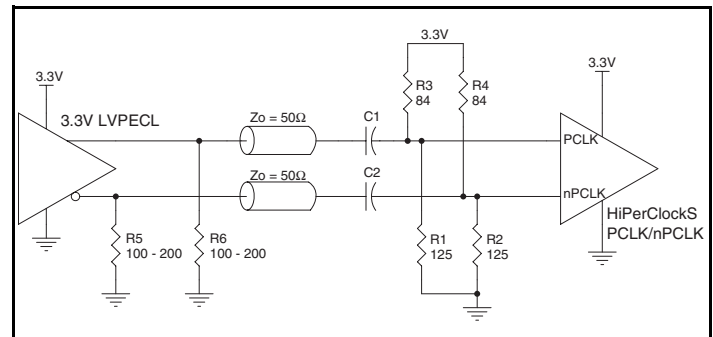 3.3V
3.3V
3.3V
R3
84
R4
84
3.3V LVPECL
Zo = 50Ω
C1
PCLK
Zo = 50Ω
C2
nPCLK
HiPerClockS
PCLK/nPCLK
R5
100 - 200
R6
100 - 200
R1
125
R2
125